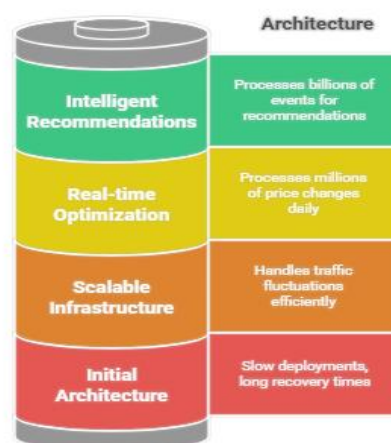 Architecture
Intelligent
Recommendations
Processes billions of
events for
recommendations
Real-time
Optimization
Processes millions
of price changes
daily
Scalable
Infrastructure
Handles traffic
fluctuations
efficiently
Initial
Architecture
Slow deployments,
long recovery times